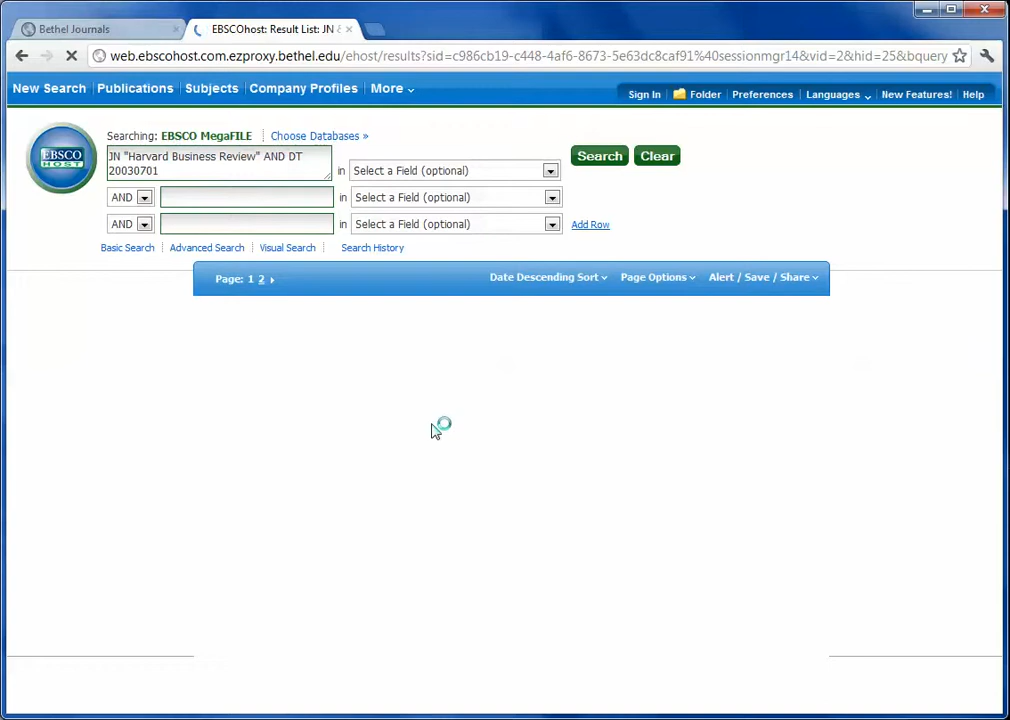 Bethel Journals
EBSCOhost: Result List: JN &
web.ebscohost.com.ezproxy.bethel.edu/ehost/results?sid=c986cb19-c448-4af6-8673-5e63dc8caf91%40sessionmgr14&vid=2&hid=25&bquery
New Search Publications Subjects Company Profiles More
Sign In Folder Preferences Languages New Features! Help
EBSCO HOST
Searching: EBSCO MegaFILE Choose Databases »
JN "Harvard Business Review" AND DT
20030701
in Select a Field (optional) Search Clear
AND in Select a Field (optional)
AND in Select a Field (optional) Add Row
Basic Search Advanced Search Visual Search Search History
Page: 1 2 Date Descending Sort Page Options Alert / Save / Share